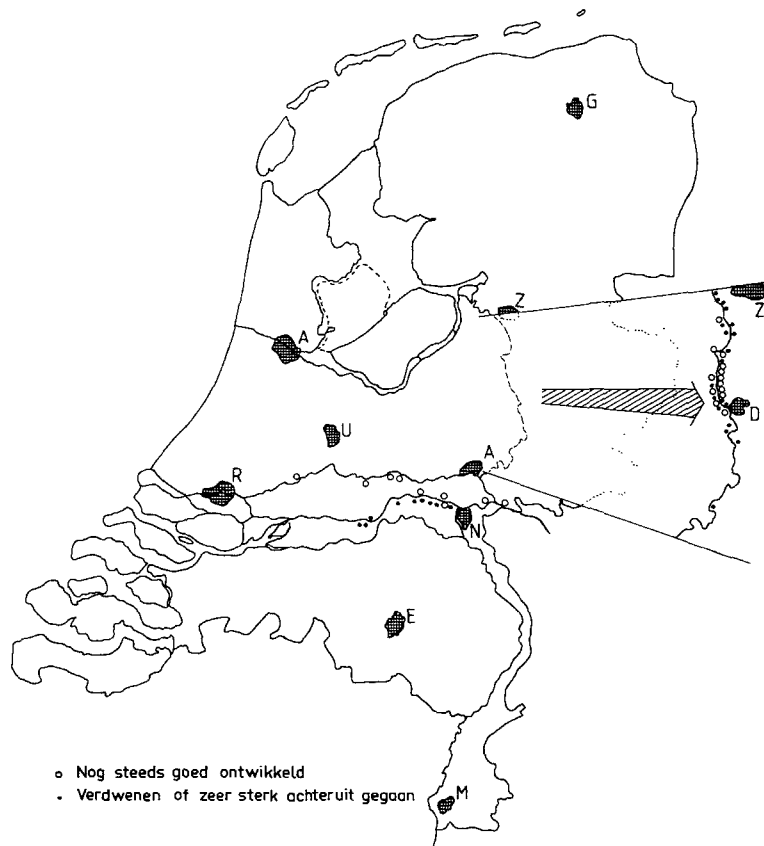 G
Z
Z
A
D
U
A
R
N
E
o Nog steeds goed ontwikkeld
• Verdwenen of zeer sterk achteruit gegaan
M